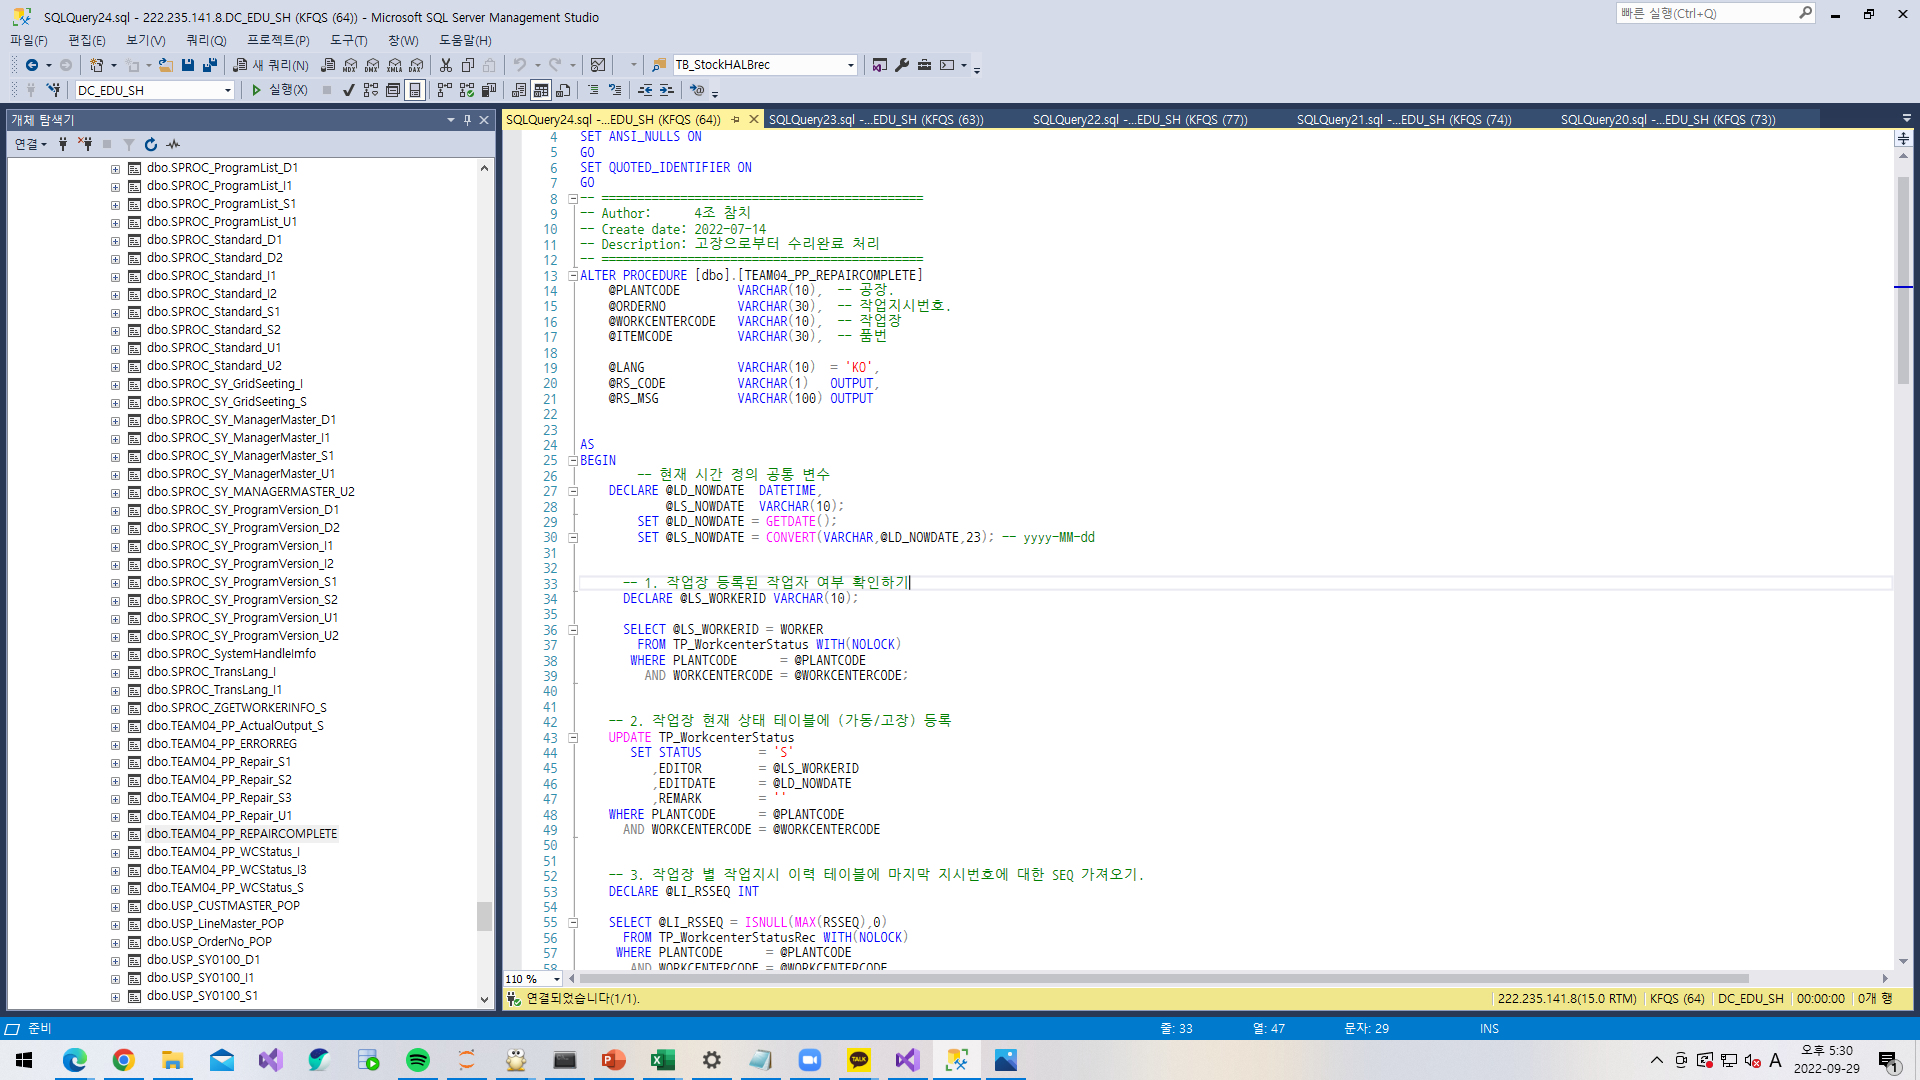 SQLQuery24.sql - 222.235.141.8.DC_EDU_SH (KFQS (64)) - Microsoft SQL Server Management Studio
빠른 실행(Ctrl+Q)
파일(F) 편집(E) 보기(V) 쿼리(Q) 프로젝트(P) 도구(T) 창(W) 도움말(H)
새 쿼리(N) MDX DMX XMLA DAX TB_StockHALBrec
DC_EDU_SH 실행(X)
개체 탐색기
연결
dbo.SPROC_ProgramList_D1
dbo.SPROC_ProgramList_I1
dbo.SPROC_ProgramList_S1
dbo.SPROC_ProgramList_U1
dbo.SPROC_Standard_D1
dbo.SPROC_Standard_D2
dbo.SPROC_Standard_I1
dbo.SPROC_Standard_I2
dbo.SPROC_Standard_S1
dbo.SPROC_Standard_S2
dbo.SPROC_Standard_U1
dbo.SPROC_Standard_U2
dbo.SPROC_SY_GridSeeting_I
dbo.SPROC_SY_GridSeeting_S
dbo.SPROC_SY_ManagerMaster_D1
dbo.SPROC_SY_ManagerMaster_I1
dbo.SPROC_SY_ManagerMaster_S1
dbo.SPROC_SY_ManagerMaster_U1
dbo.SPROC_SY_MANAGERMASTER_U2
dbo.SPROC_SY_ProgramVersion_D1
dbo.SPROC_SY_ProgramVersion_D2
dbo.SPROC_SY_ProgramVersion_I1
dbo.SPROC_SY_ProgramVersion_I2
dbo.SPROC_SY_ProgramVersion_S1
dbo.SPROC_SY_ProgramVersion_S2
dbo.SPROC_SY_ProgramVersion_U1
dbo.SPROC_SY_ProgramVersion_U2
dbo.SPROC_SystemHandleImfo
dbo.SPROC_TransLang_I
dbo.SPROC_TransLang_I1
dbo.SPROC_ZGETWORKERINFO_S
dbo.TEAM04_PP_ActualOutput_S
dbo.TEAM04_PP_ERRORREG
dbo.TEAM04_PP_Repair_S1
dbo.TEAM04_PP_Repair_S2
dbo.TEAM04_PP_Repair_S3
dbo.TEAM04_PP_Repair_U1
dbo.TEAM04_PP_REPAIRCOMPLETE
dbo.TEAM04_PP_WCStatus_I
dbo.TEAM04_PP_WCStatus_I3
dbo.TEAM04_PP_WCStatus_S
dbo.USP_CUSTMASTER_POP
dbo.USP_LineMaster_POP
dbo.USP_OrderNo_POP
dbo.USP_SY0100_D1
dbo.USP_SY0100_I1
dbo.USP_SY0100_S1
SQLQuery24.sql -...EDU_SH (KFQS (64)) SQLQuery23.sql -...EDU_SH (KFQS (63)) SQLQuery22.sql -...EDU_SH (KFQS (77)) SQLQuery21.sql -...EDU_SH (KFQS (74)) SQLQuery20.sql -...EDU_SH (KFQS (73))
4 SET ANSI_NULLS ON
5 GO
6 SET QUOTED_IDENTIFIER ON
7 GO
8 -- =============================================
9 -- Author: 4조 참치
10 -- Create date: 2022-07-14
11 -- Description: 고장으로부터 수리완료 처리
12 -- =============================================
13 ALTER PROCEDURE [dbo].[TEAM04_PP_REPAIRCOMPLETE]
14 @PLANTCODE VARCHAR(10), -- 공장.
15 @ORDERNO VARCHAR(30), -- 작업지시번호.
16 @WORKCENTERCODE VARCHAR(10), -- 작업장
17 @ITEMCODE VARCHAR(30), -- 품번
18
19 @LANG VARCHAR(10) = 'KO',
20 @RS_CODE VARCHAR(1) OUTPUT,
21 @RS_MSG VARCHAR(100) OUTPUT
22
23
24 AS
25 BEGIN
26 -- 현재 시간 정의 공통 변수
27 DECLARE @LD_NOWDATE DATETIME,
28 @LS_NOWDATE VARCHAR(10);
29 SET @LD_NOWDATE = GETDATE();
30 SET @LS_NOWDATE = CONVERT(VARCHAR,@LD_NOWDATE,23); -- yyyy-MM-dd
31
32
33 -- 1. 작업장 등록된 작업자 여부 확인하기
34 DECLARE @LS_WORKERID VARCHAR(10);
35
36 SELECT @LS_WORKERID = WORKER
37 FROM TP_WorkcenterStatus WITH(NOLOCK)
38 WHERE PLANTCODE = @PLANTCODE
39 AND WORKCENTERCODE = @WORKCENTERCODE;
40
41
42 -- 2. 작업장 현재 상태 테이블에 (가동/고장) 등록
43 UPDATE TP_WorkcenterStatus
44 SET STATUS = 'S'
45 ,EDITOR = @LS_WORKERID
46 ,EDITDATE = @LD_NOWDATE
47 ,REMARK = ''
48 WHERE PLANTCODE = @PLANTCODE
49 AND WORKCENTERCODE = @WORKCENTERCODE
50
51
52 -- 3. 작업장 별 작업지시 이력 테이블에 마지막 지시번호에 대한 SEQ 가져오기.
53 DECLARE @LI_RSSEQ INT
54
55 SELECT @LI_RSSEQ = ISNULL(MAX(RSSEQ),0)
56 FROM TP_WorkcenterStatusRec WITH(NOLOCK)
57 WHERE PLANTCODE = @PLANTCODE
58 AND WORKCENTERCODE = @WORKCENTERCODE
110 %
연결되었습니다(1/1). 222.235.141.8(15.0 RTM) KFQS (64) DC_EDU_SH 00:00:00 0개 행
준비 줄: 33 열: 47 문자: 29 INS
TALK
A 오후 5:30
2022-09-29
1